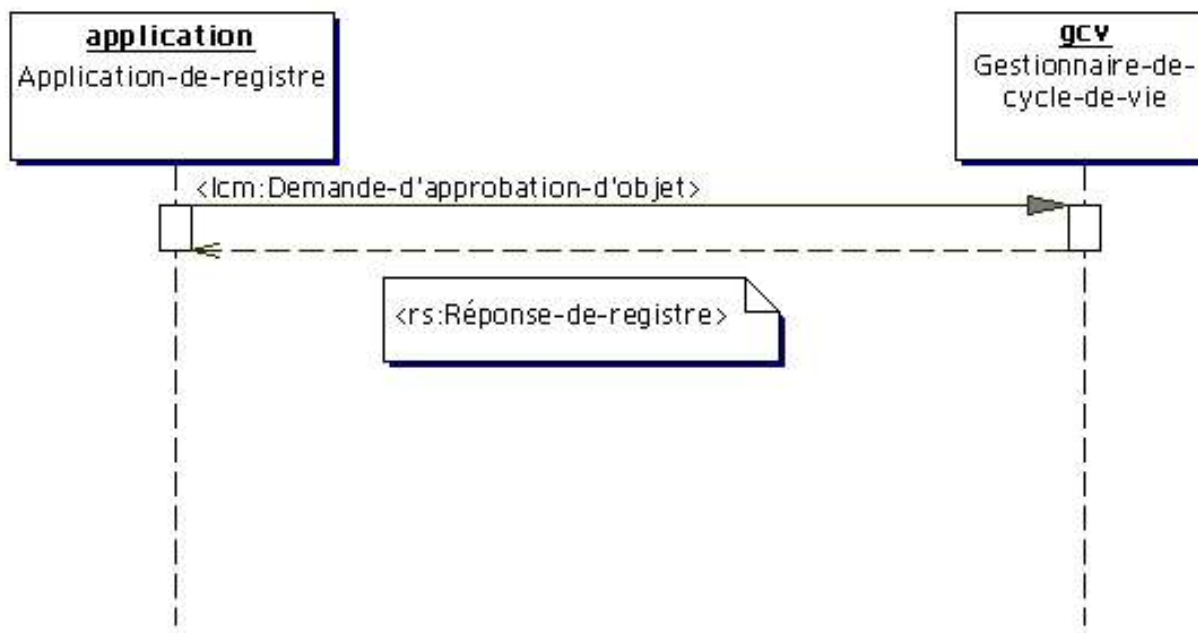 application
Application-de-registre
gcv
Gestionnaire-de-
cycle-de-vie
<lcm:Demande-d'approbation-d'objet>
<rs:Réponse-de-registre>